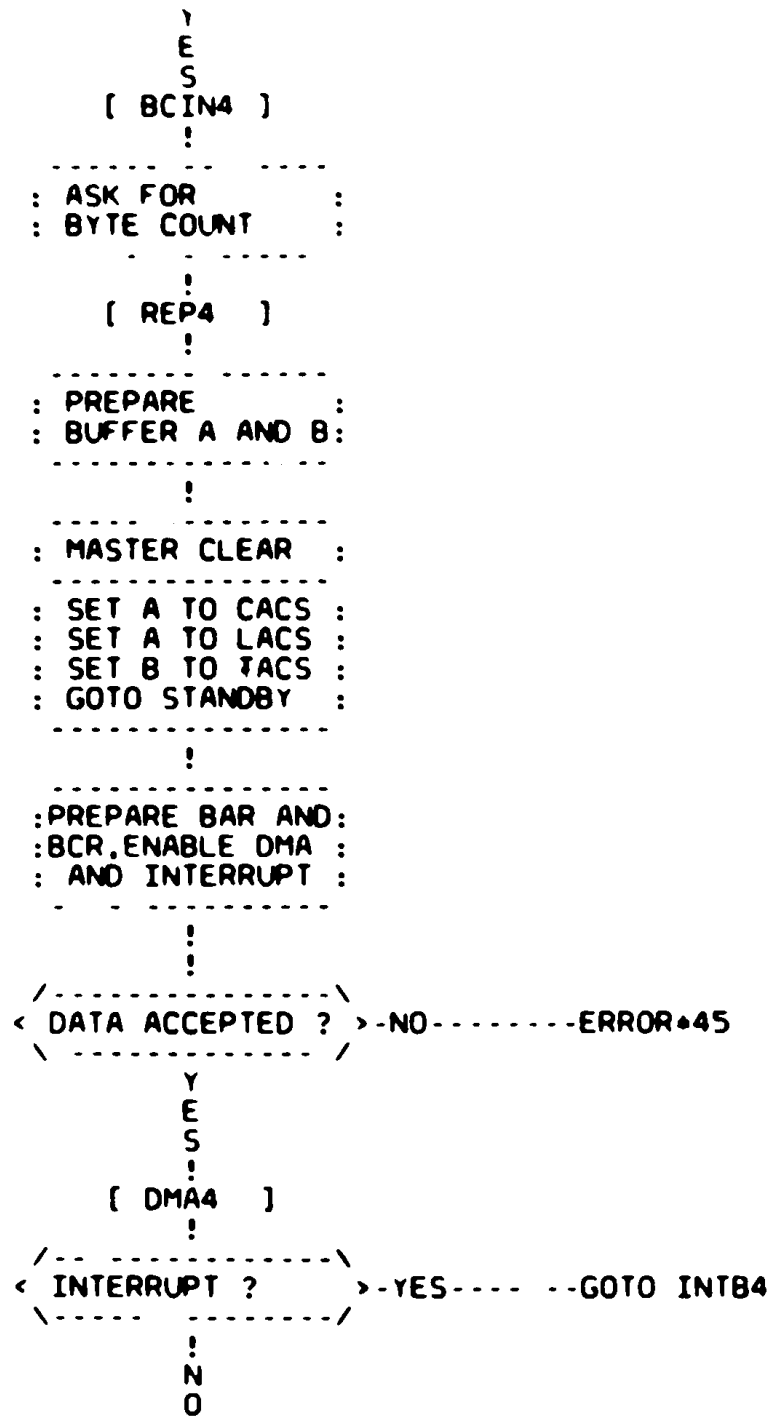 Y
E
S
[ BCIN4 ]
!
- - - - - - - - - - - -
: ASK FOR :
: BYTE COUNT :
- - - - - - -
!
[ REP4 ]
!
- - - - - - - - - - - - - -
: PREPARE :
: BUFFER A AND B:
- - - - - - - - - - - - - -
!
- - - - - - - - - - - -
: MASTER CLEAR :
- - - - - - - - - - - - - - -
: SET A TO CACS :
: SET A TO LACS :
: SET B TO TACS :
: GOTO STANDBY :
- - - - - - - - - - - - - - -
!
- - - - - - - - - - - - - - -
:PREPARE BAR AND:
:BCR.ENABLE DMA :
: AND INTERRUPT :
- - - - - - - - - - - -
!
!
/- - - - - - - - - - - - - - -\
< DATA ACCEPTED ? >-NO--------ERROR*45
\ - - - - - - - - - - - - - /
Y
E
S
!
[ DMA4 ]
!
/-- - - - - - - - - - - -\
< INTERRUPT ? >-YES---- --GOTO INTB4
\----- --------/
!
N
O